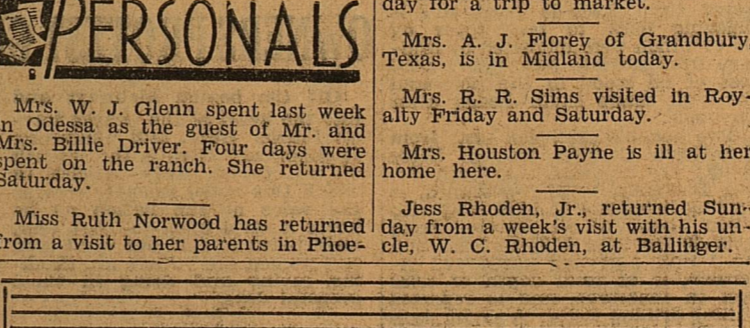 PERSONALS
Mrs. W. J. Glenn spent last week
in Odessa as the guest of Mr. and
Mrs. Billie Driver. Four days were
spent on the ranch. She returned
Saturday.
Miss Ruth Norwood has returned
from a visit to her parents in Phoe-
day for a trip to market.
Mrs. A. J. Florey of Grandbury
Texas, is in Midland today.
Mrs. R. R. Sims visited in Roy-
alty Friday and Saturday.
Mrs. Houston Payne is ill at her
home here.
Jess Rhoden, Jr., returned Sun-
day from a week's visit with his un-
cle, W. C. Rhoden, at Ballinger.